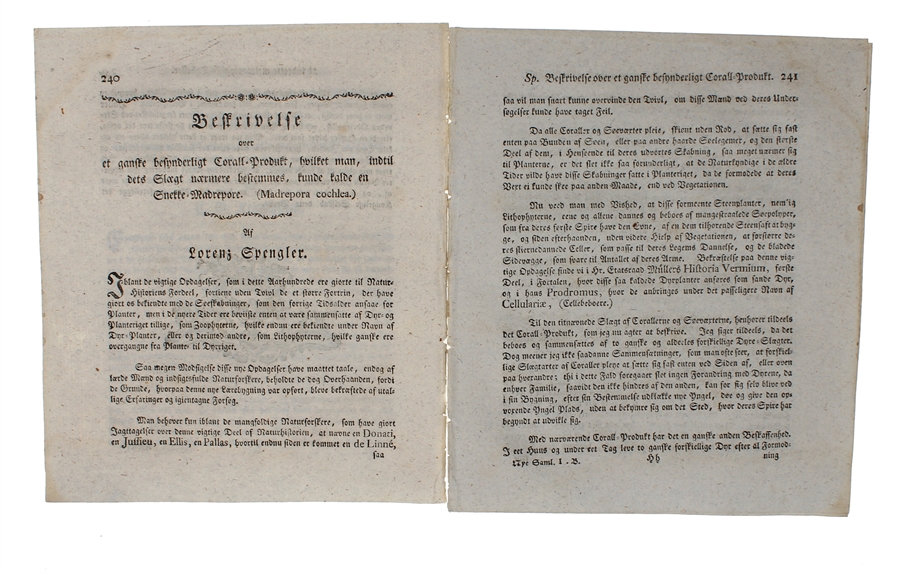 240
Beskrivelse
over
et ganske besynderligt Corall-Produkt, hvilket man, indtil
dets Slægt nærmere bestemmes, kunde kalde en
Snekke-Madrepore. (Madrepora cochlea.)
Af
Lorenz Spengler.
Iblant de vigtige Opdagelser, som i dette Aarhundrede ere giorte til Natur-
Historiens Fordeel, fortiene uden Tvivl de et større Fortrin, der have
giort os bekiendte med de Seeskabninger, som den forrige Tidsalder ansaae for
Planter, men i de nyere Tider ere beviiste enten at være sammensatte af Dyr- og
Planteriget tillige, som Zoophyterne, hvilke endnu ere bekiendte under Navn af
Dyr-Planter, eller og derimod andre, som Lithophyterne, hvilke ganske ere
overgangne fra Plante- til Dyrriget.
Saa megen Modsigelse disse nye Opdagelser have maattet taale, endog af
lærde Mænd og indsigtsfulde Naturforskere, beholdte de dog Overhaanden, fordi
de Grunde, hvorpaa denne nye Lærebygning var opført, bleve bekræftede af utal-
lige Erfaringer og igientagne Forsøg.
Man behøver kun iblant de mangfoldige Naturforskere, som have giort
Jagttagelser over denne vigtige Deel af Naturhistorien, at nævne en Donati,
en Jussieu, en Ellis, en Pallas, hvortil endnu siden er kommet en de Linné,
saa
Sp. Beskrivelse over et ganske besynderligt Corall-Produkt. 241
saa vil man snart kunne overvinde den Tvivl, om disse Mænd ved deres Under-
søgelser kunde have taget Feil.
Da alle Coraller og Seevæxter pleie, skiønt uden Rod, at sætte sig fast
enten paa Bunden af Søen, eller paa andre haarde Søelegemer, og den største
Deel af dem, i Henseende til deres udvortes Skabning, saa meget nærmer sig
til Planterne, er det slet ikke saa forunderligt, at de Naturkyndige i de ældre
Tider vilde have disse Skabninger satte i Planteriget, da de formodede at deres
Vext ei kunde skee paa anden Maade, end ved Vegetationen.
Nu veed man med Vished, at disse formeente Steenplanter, nemlig
Lithophyterne, ene og allene dannes og beboes af mangestraalede Søepolyper,
som fra deres første Spire have den Evne, af en dem tilhørende Steensaft at byg-
ge, og siden efterhaanden, uden videre Hielp af Vegetationen, at forstørre de-
res stiernedannede Celler, som passe til deres Legems Dannelse, og de bladede
Sidevægge, som svare til Antallet af deres Arme. Bekræftelse paa denne vig-
tige Opdagelse finde vi i Hr. Etatsraad Müllers Historia Vermium, første
Deel, i Fortalen, hvor disse saa kaldede Dyrplanter ansøres som sande Dyr,
og i hans Prodromus, hvor de anbringes under det passeligere Navn af
Cellulariæ, (Cellebeboere.)
Til den ettnævnede Slægt af Corallerne og Søevæxterne, henhører tildeels
det Corall-Produkt, som jeg nu agter at beskrive. Jeg siger tildeels, da det
beboes og sammensættes af to ganske og aldeles forskiellige Dyr-Slægter.
Dog meener jeg ikke saadanne Sammensætninger, som man ofte seer, at forskiel-
lige Slægtarter af Coraller pleye at sætte sig fast enten ved Siden af, eller oven
paa hverandre; thi i dette Fald foregaaer slet ingen Forandring med Dyrene, da
enhver Familie, saavidt den ikke hindres af den anden, kan for sig selv blive ved
i sin Bygning, efter sin Bestemmelse udklække nye Yngel, døe og give den op-
voxende Yngel Plads, uden at bekymre sig om det Sted, hvor deres Spire har
begyndt at udvikle sig.
Med nærværende Corall-Produkt har det en ganske anden Beskaffenhed.
I eet Huus og under eet Tag leve to ganske forskiellige Dyr efter al Formod-
Nye Saml. I. B. Hh ning